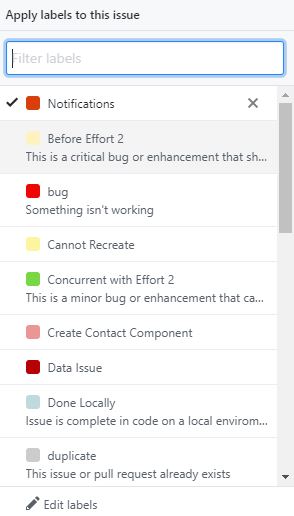 Apply labels to this issue
Filter labels
Notifications
Before Effort 2
This is a critical bug or enhancement that sh...
bug
Something isn't working
Cannot Recreate
Concurrent with Effort 2
This is a minor bug or enhancement that ca...
Create Contact Component
Data Issue
Done Locally
Issue is complete in code on a local envirom...
duplicate
This issue or pull request already exists
Edit labels